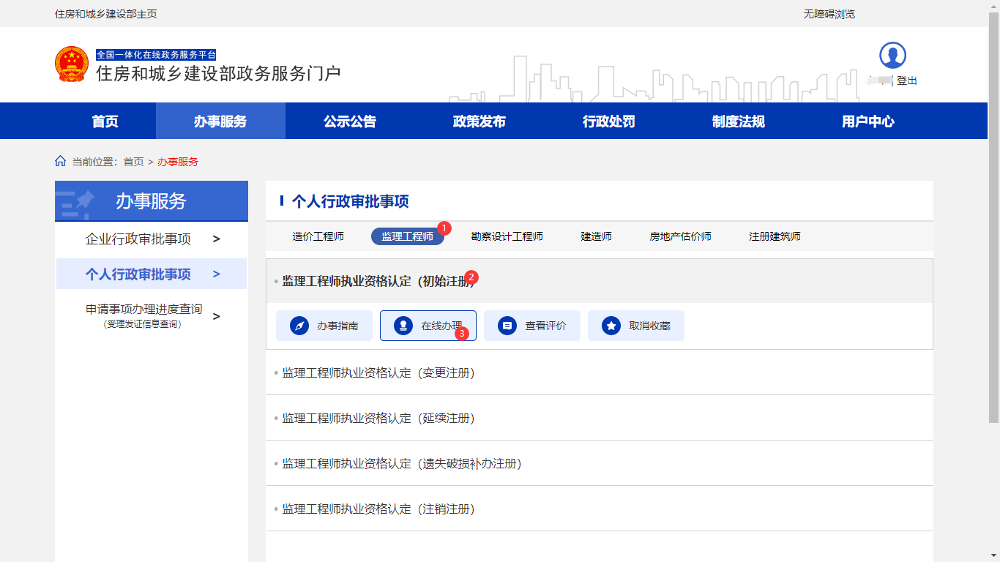 住房和城乡建设部主页 无障碍浏览
全国一体化在线政务服务平台
住房和城乡建设部政务服务门户
登出
首页 办事服务 公示公告 政策发布 行政处罚 制度法规 用户中心
当前位置：首页 > 办事服务
办事服务
企业行政审批事项 >
个人行政审批事项 >
申请事项办理进度查询 >
（受理发证信息查询）
个人行政审批事项
造价工程师 监理工程师 1 勘察设计工程师 建造师 房地产估价师 注册建筑师
监理工程师执业资格认定（初始注册） 2
办事指南 在线办理 3 查看评价 取消收藏
监理工程师执业资格认定（变更注册）
监理工程师执业资格认定（延续注册）
监理工程师执业资格认定（遗失破损补办注册）
监理工程师执业资格认定（注销注册）